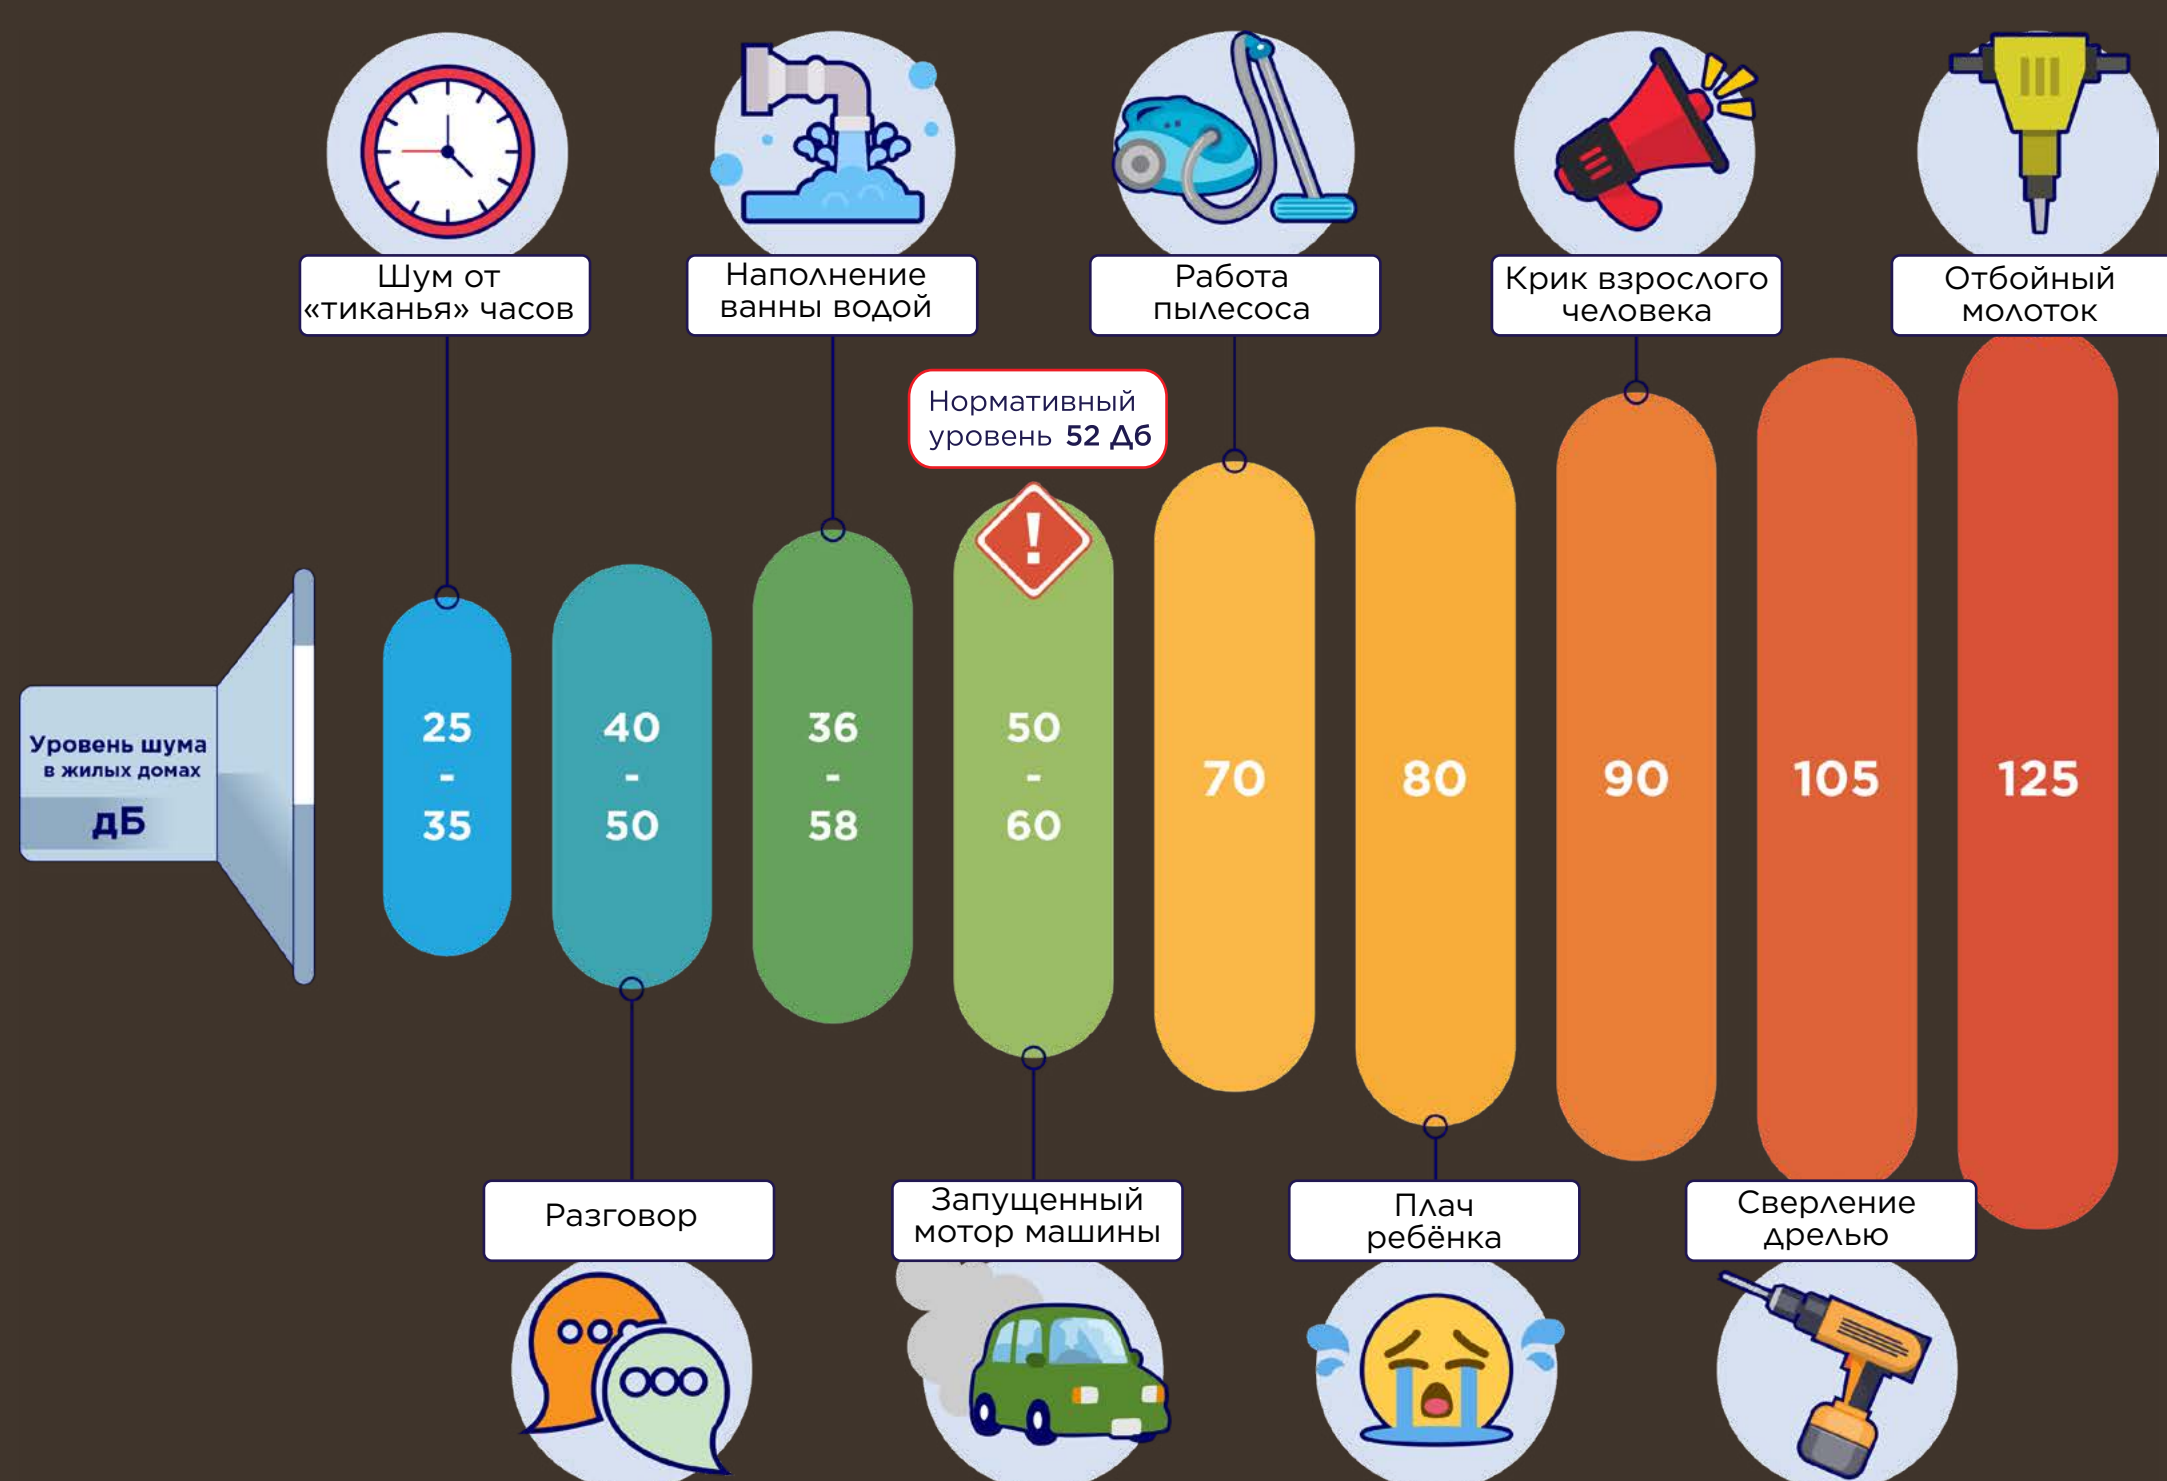 Шум от
«тиканья» часов
Наполнение
ванны водой
Работа
пылесоса
Крик взрослого
человека
Отбойный
молоток
Нормативный
уровень 52 Дб
Уровень шума
в жилых домах
дБ
25
-
35
40
-
50
36
-
58
!
50
-
60
70
80
90
105
125
Разговор
Запущенный
мотор машины
Плач
ребёнка
Сверление
дрелью